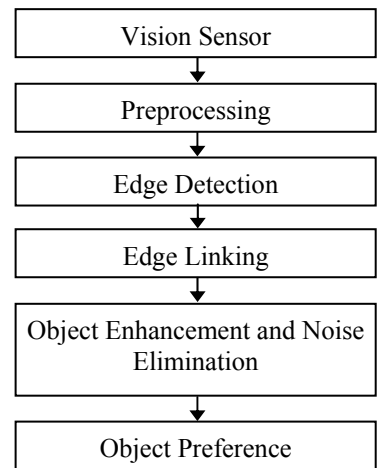 Vision Sensor
Preprocessing
Edge Detection
Edge Linking
Object Enhancement and Noise
Elimination
Object Preference